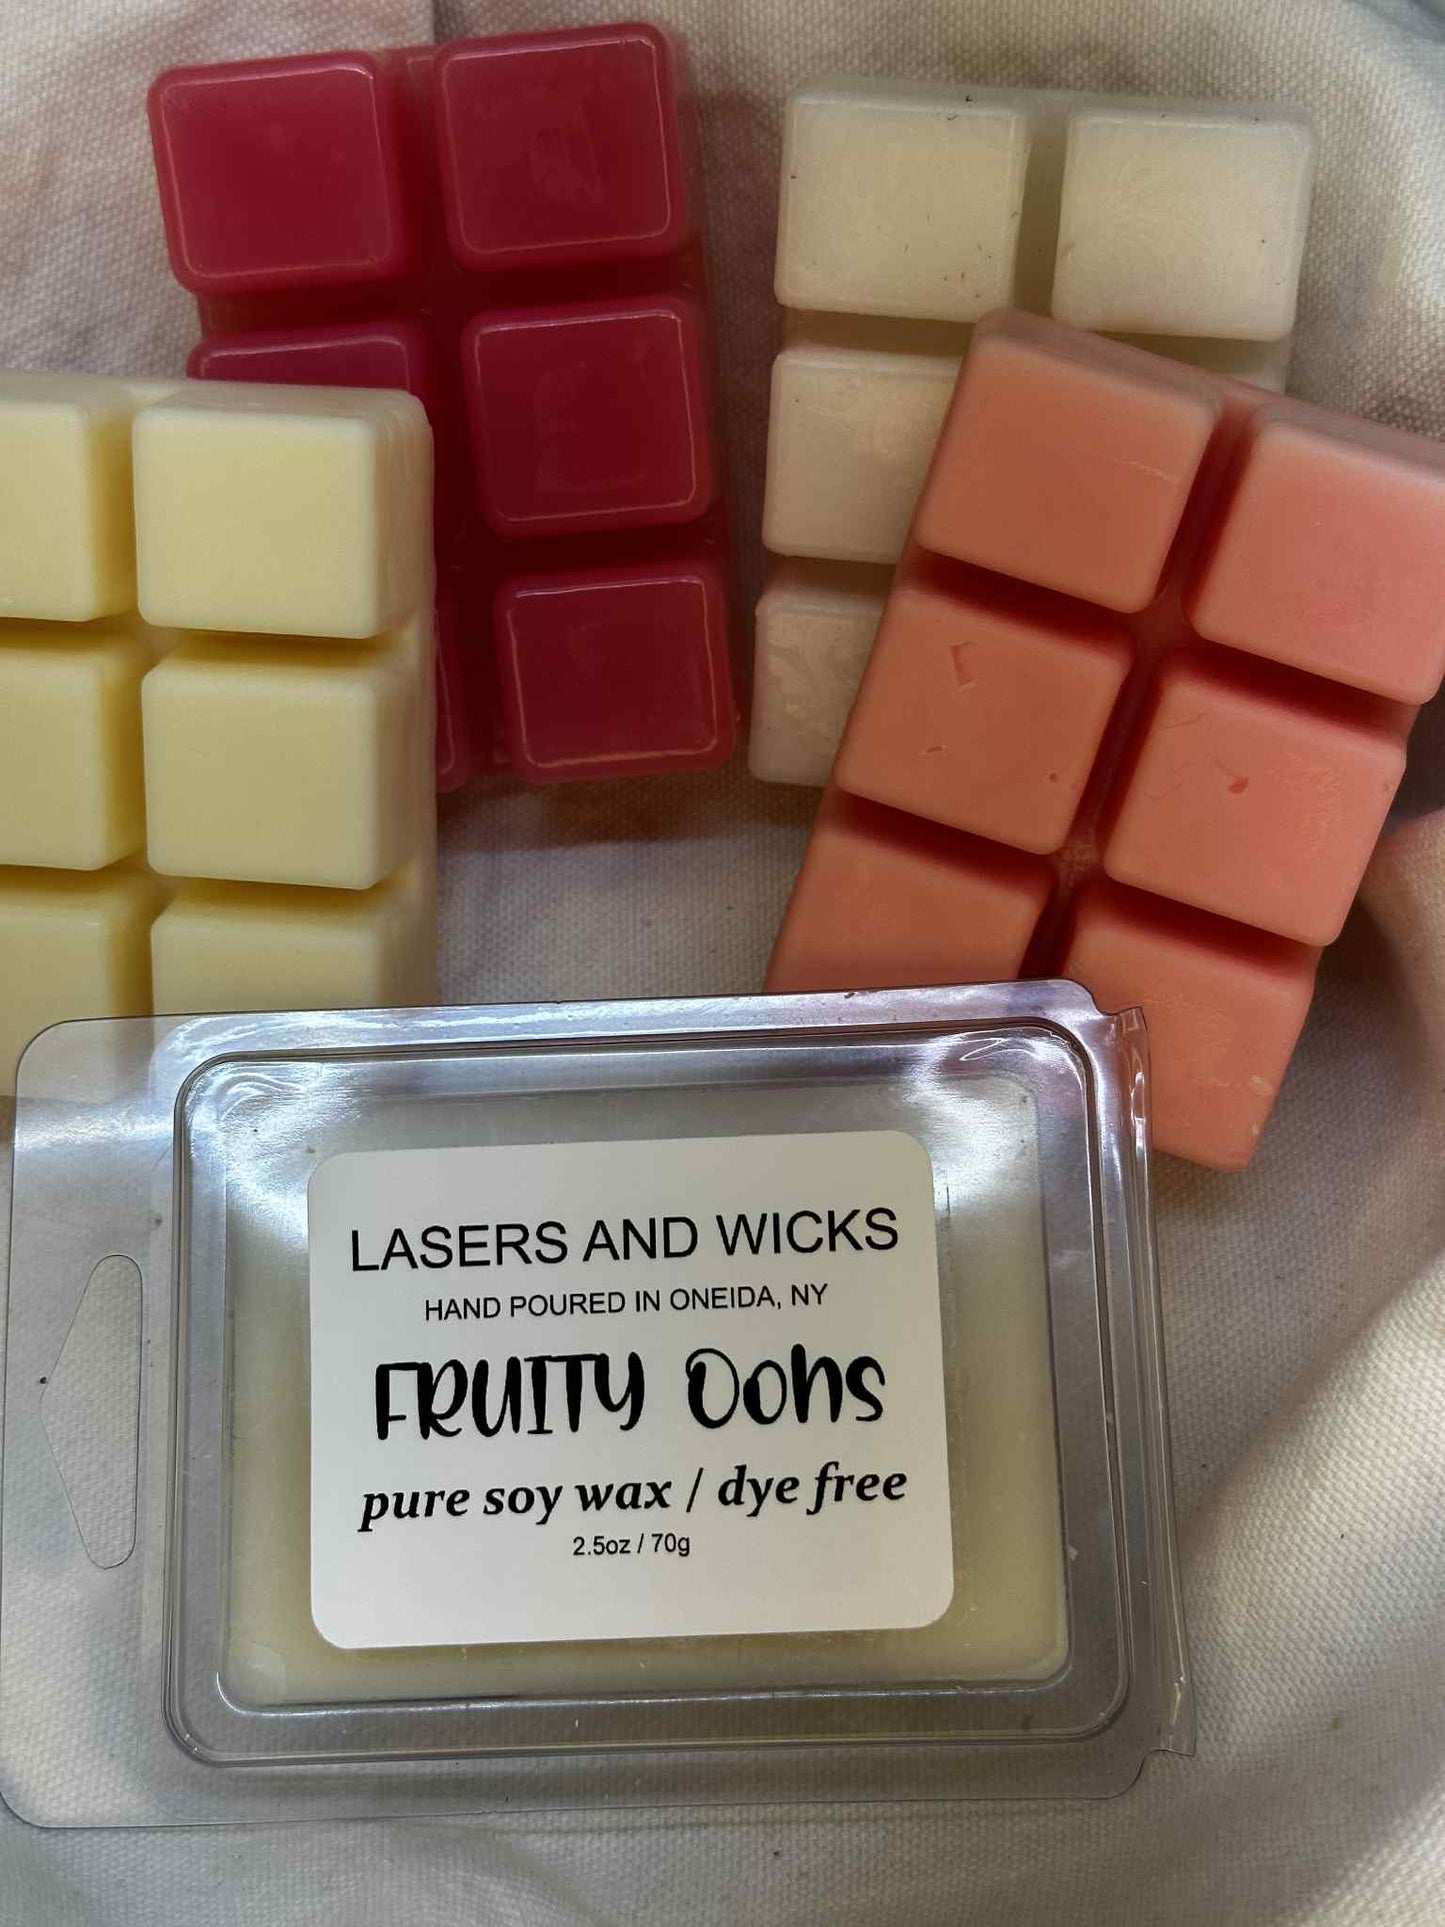 LASERS AND WICKS
HAND POURED IN ONEIDA, NY
FRUITY Oohs
pure soy wax / dye free
2.5oz / 70g